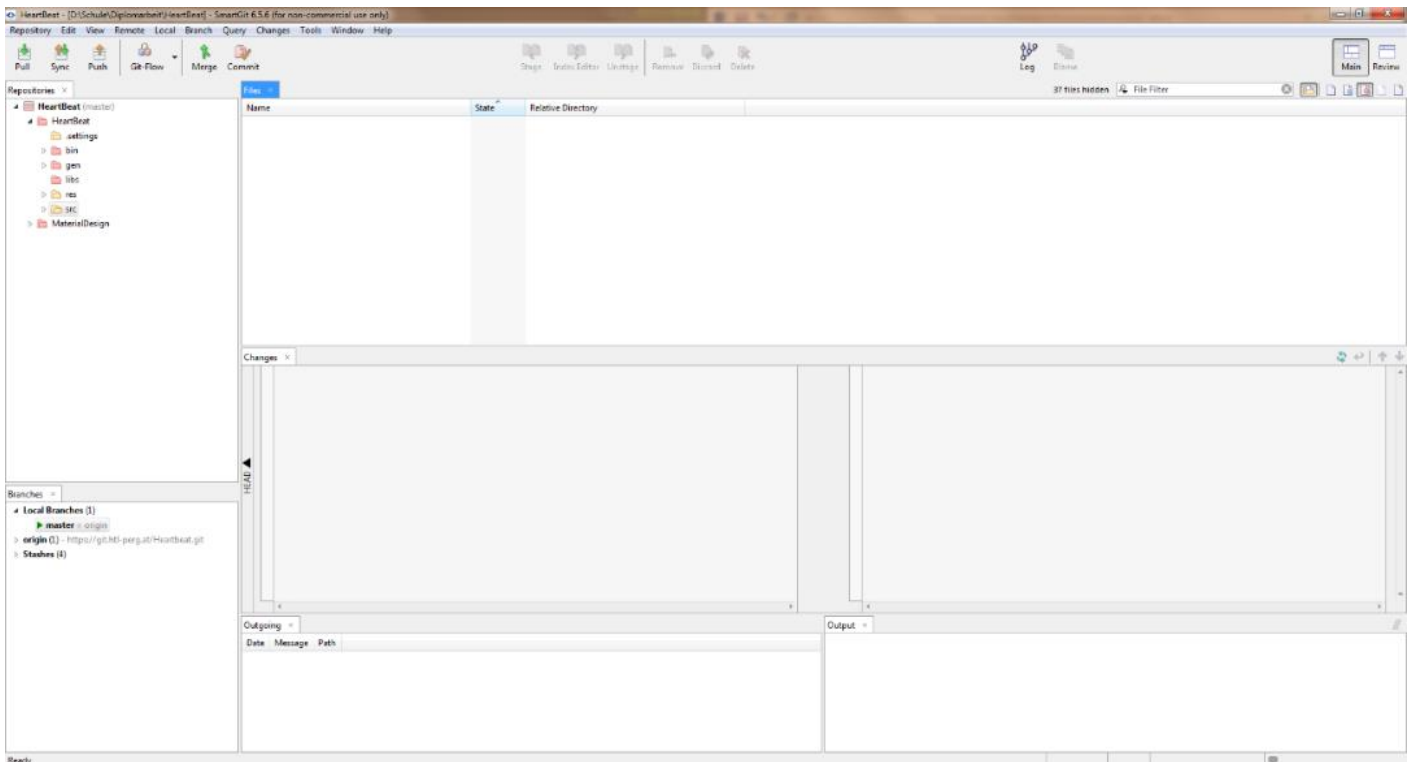 HeartBeat - [D:\Schule\Diplomarbeit\HeartBeat] - SmartGit 6.5.6 (for non-commercial use only)
Repository Edit View Remote Local Branch Query Changes Tools Window Help
Pull Sync Push Git-Flow Merge Commit Stage Index Editor Unstage Remove Discard Delete Log Blame Main Review
Repositories Files 37 files hidden File Filter
HeartBeat (master)
HeartBeat
.settings
bin
gen
libs
res
src
MaterialDesign
Name State Relative Directory
Changes
HEAD
Branches
Local Branches (1)
master = origin
origin (1) - https://git.htl-perg.at/Heartbeat.git
Stashes (4)
Outgoing Output
Date Message Path
Ready